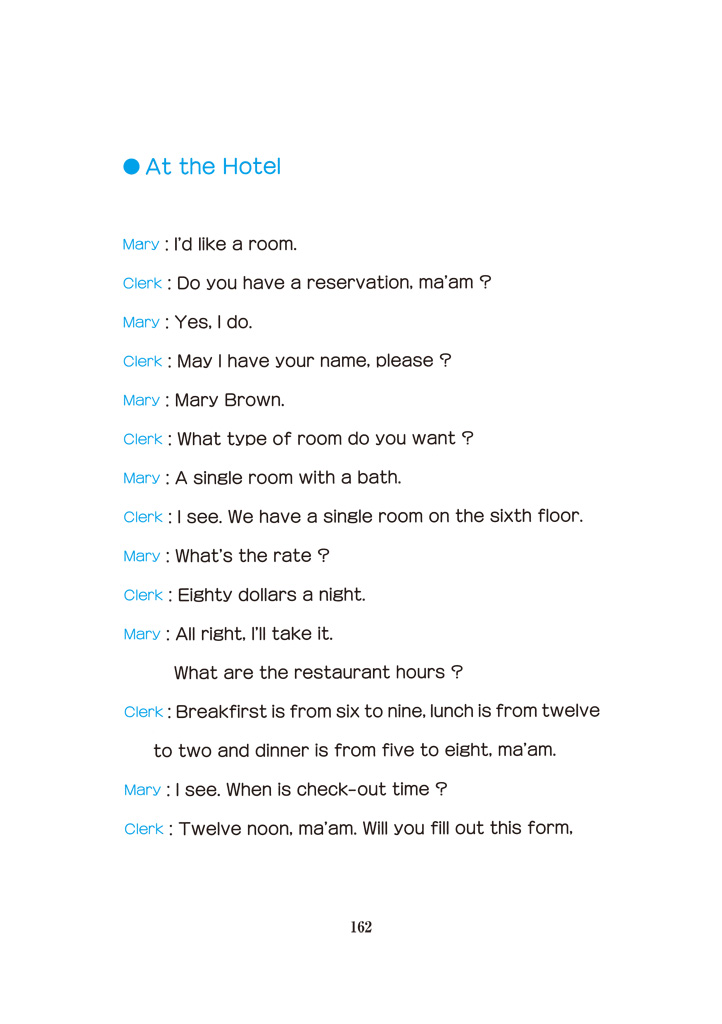 ● At the Hotel
Mary : I'd like a room.
Clerk : Do you have a reservation, ma'am ?
Mary : Yes, I do.
Clerk : May I have your name, please ?
Mary : Mary Brown.
Clerk : What type of room do you want ?
Mary : A single room with a bath.
Clerk : I see. We have a single room on the sixth floor.
Mary : What's the rate ?
Clerk : Eighty dollars a night.
Mary : All right, I'll take it.
What are the restaurant hours ?
Clerk : Breakfirst is from six to nine, lunch is from twelve
to two and dinner is from five to eight, ma'am.
Mary : I see. When is check-out time ?
Clerk : Twelve noon, ma'am. Will you fill out this form,
162